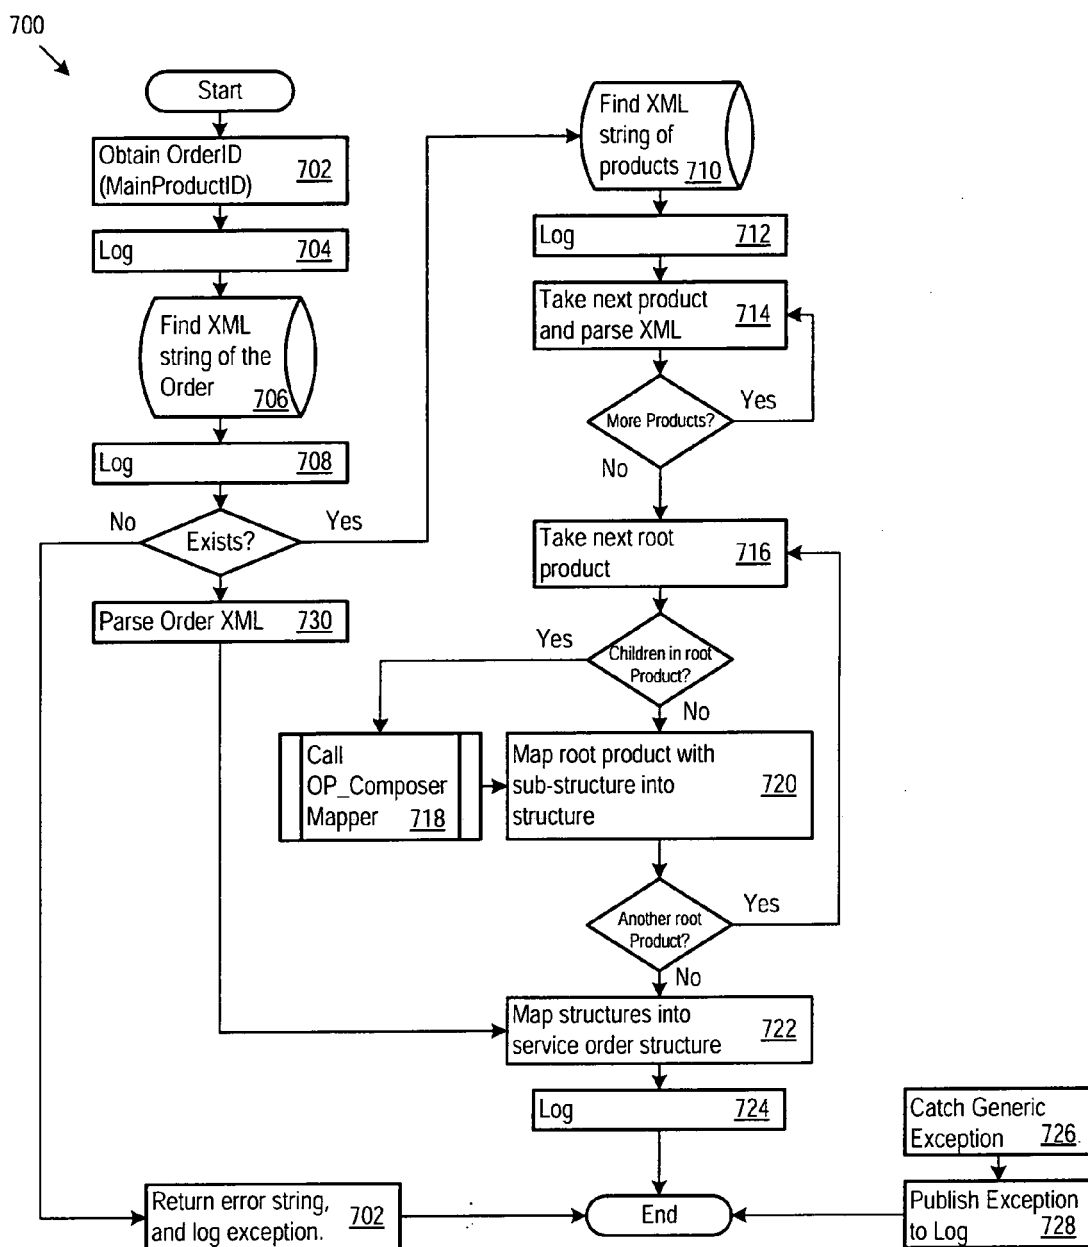 700
Start
Obtain OrderID
(MainProductID) 702
Log 704
Find XML
string of the
Order
706
Log 708
No
Yes
Exists?
Parse Order XML 730
Find XML
string of
products 710
Log 712
Take next product
and parse XML 714
Yes
More Products?
No
Take next root
product 716
Yes
Children in root
Product?
No
Call
OP_Composer
Mapper 718
Map root product with
sub-structure into
structure 720
Yes
Another root
Product?
No
Map structures into
service order structure 722
Log 724
Catch Generic
Exception 726
Return error string,
and log exception. 702
End
Publish Exception
to Log 728